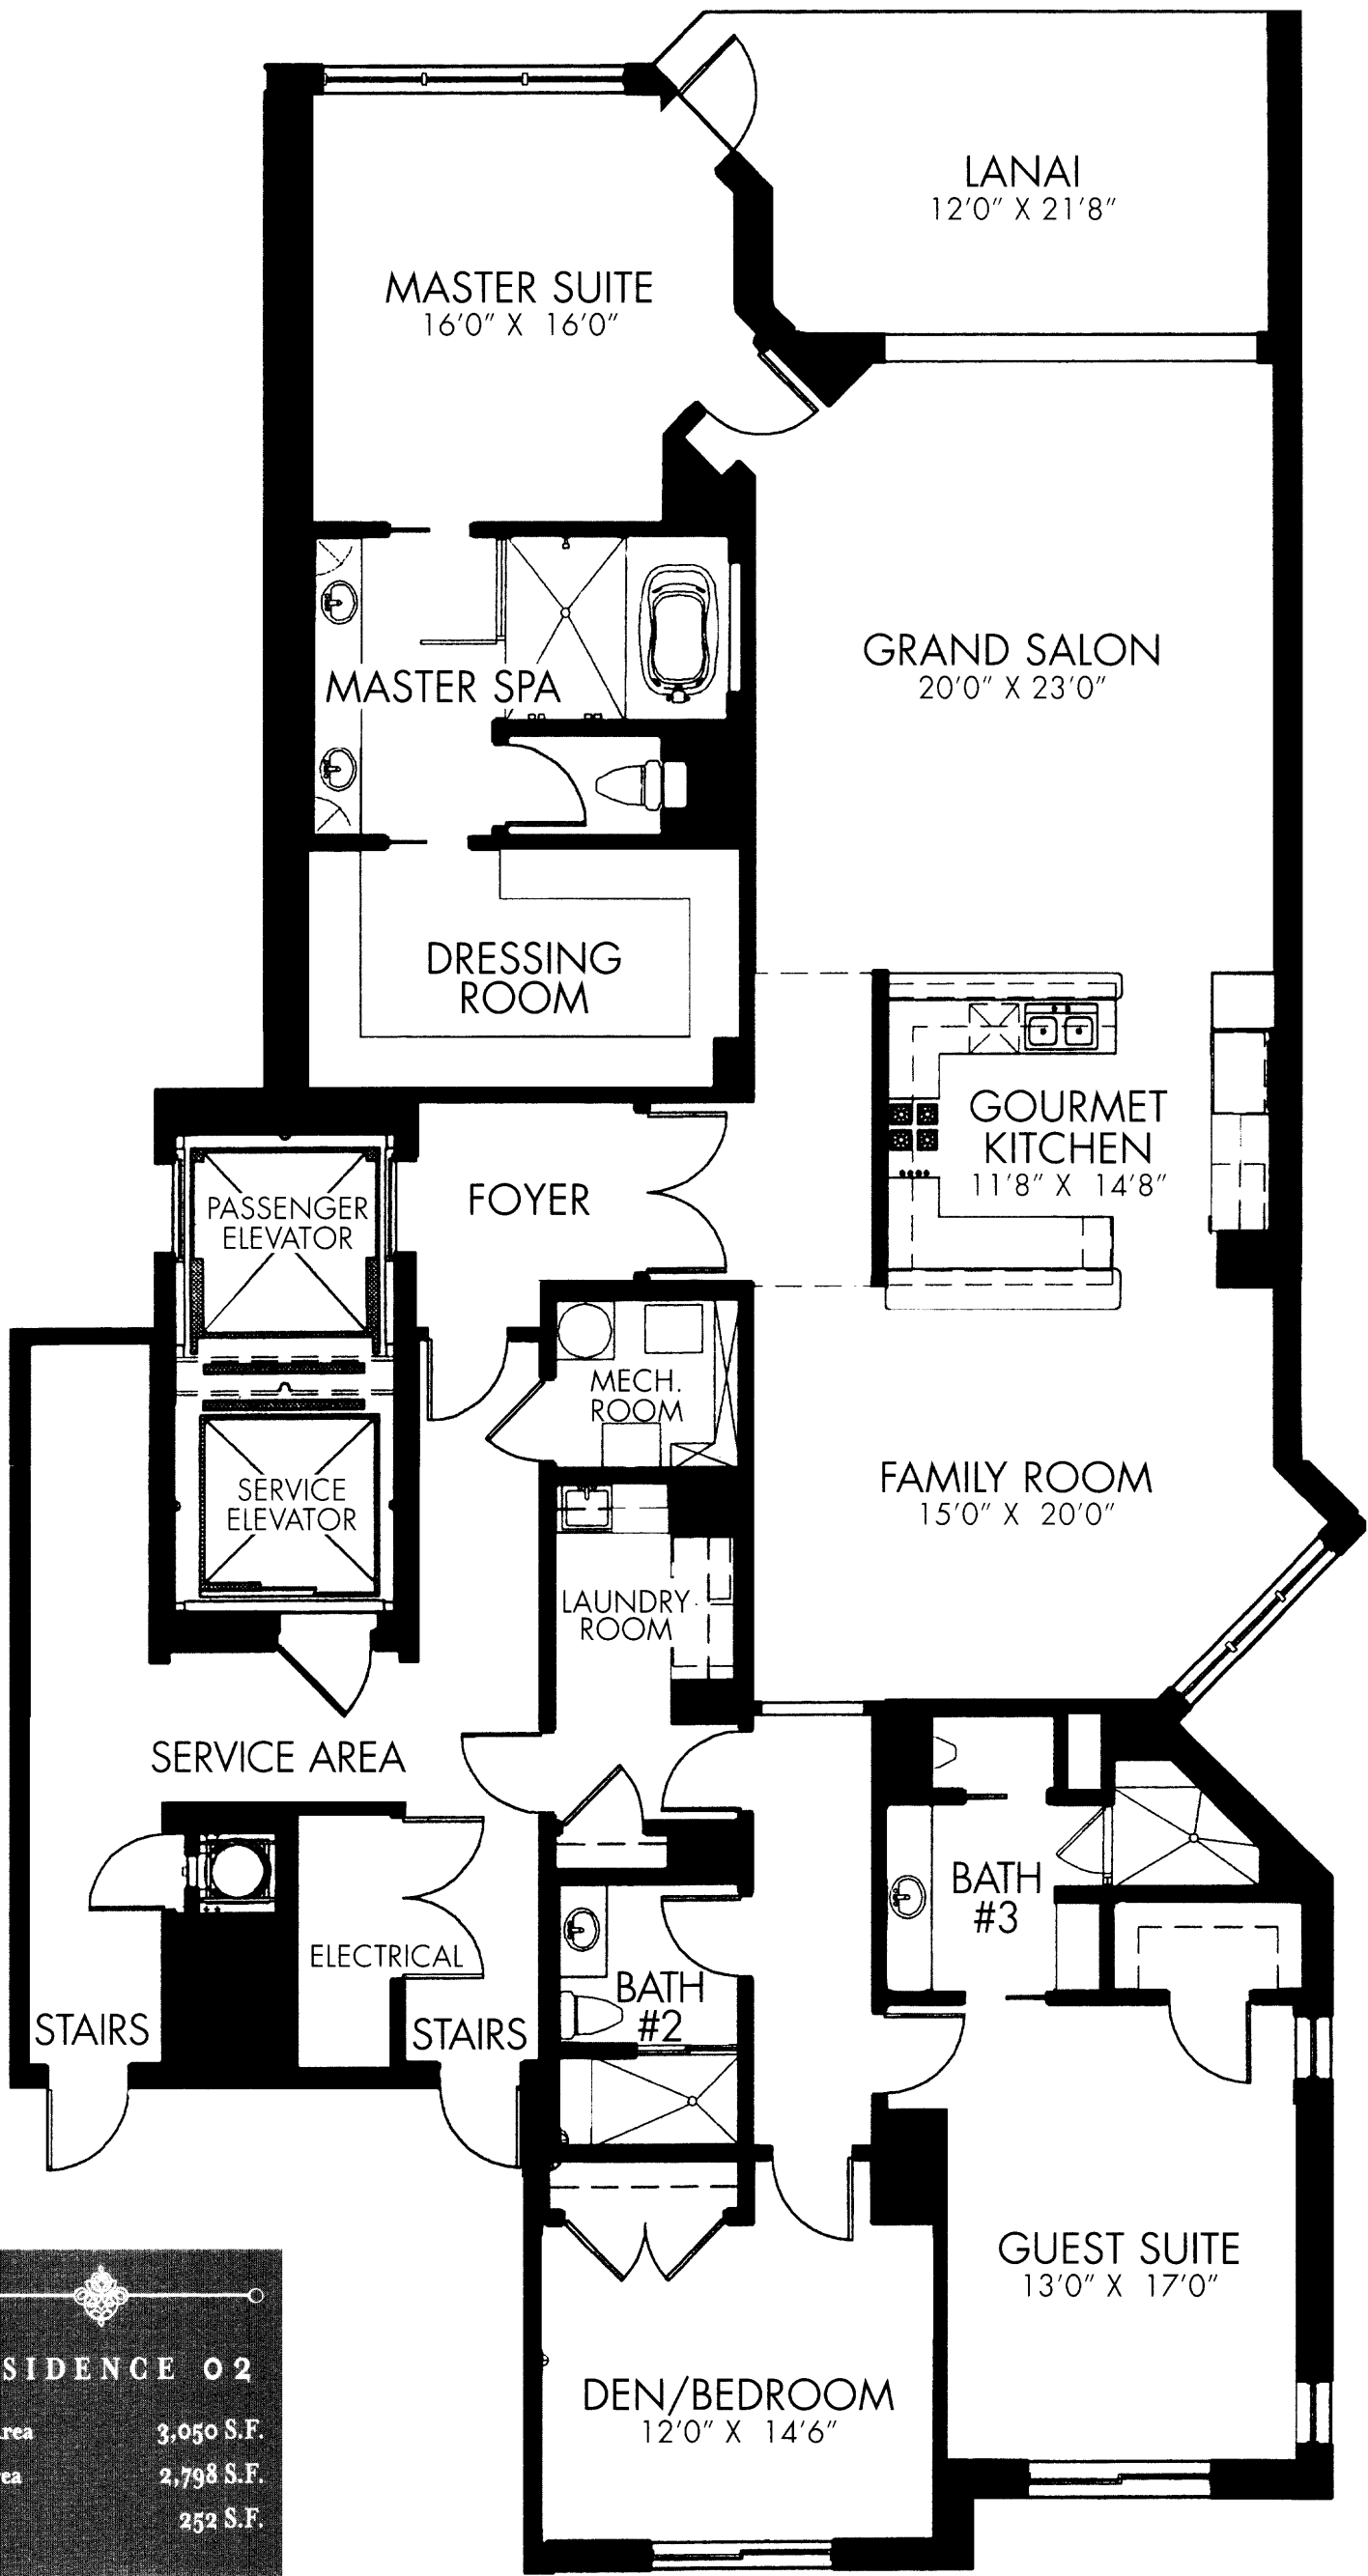 LANAI
12'0" X 21'8"
MASTER SUITE
16'0" X 16'0"
GRAND SALON
20'0" X 23'0"
MASTER SPA
DRESSING
ROOM
GOURMET
KITCHEN
11'8" X 14'8"
FOYER
PASSENGER
ELEVATOR
MECH.
ROOM
FAMILY ROOM
15'0" X 20'0"
SERVICE
ELEVATOR
LAUNDRY
ROOM
SERVICE AREA
BATH
#3
ELECTRICAL
BATH
#2
STAIRS
STAIRS
GUEST SUITE
13'0" X 17'0"
DEN/BEDROOM
12'0" X 14'6"
SIDENCE 02
rea 3,050 S.F.
ea 2,798 S.F.
252 S.F.